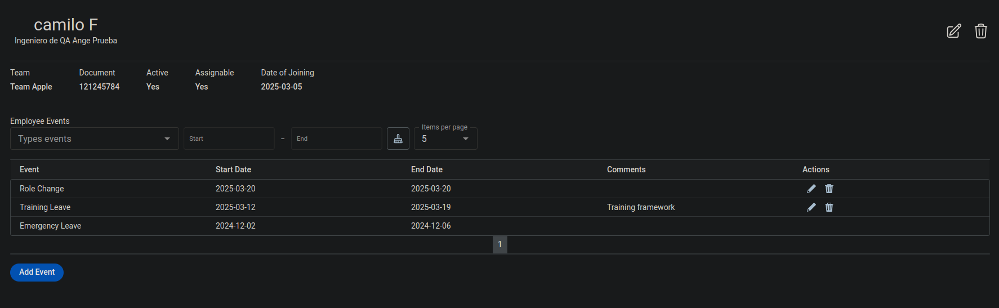 camilo F
Ingeniero de QA Ange Prueba
Team Document Active Assignable Date of Joining
Team Apple 121245784 Yes Yes 2025-03-05
Employee Events
Items per page
Types events Start – End 5
Event Start Date End Date Comments Actions
Role Change 2025-03-20 2025-03-20
Training Leave 2025-03-12 2025-03-19 Training framework
Emergency Leave 2024-12-02 2024-12-06
1
Add Event